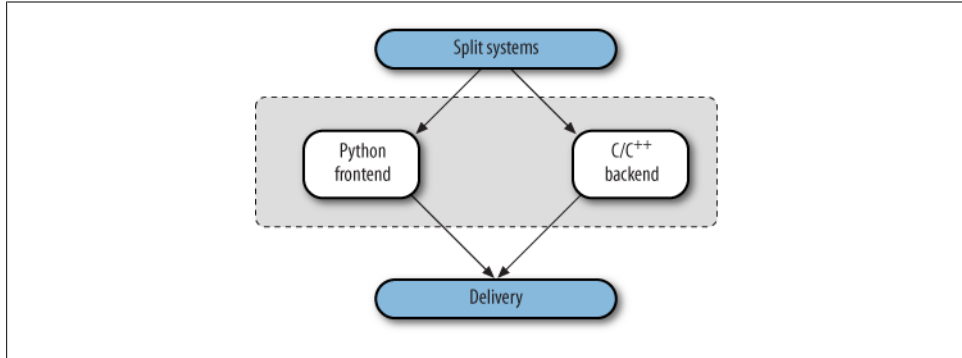 Split systems
Python
frontend
C/C++
backend
Delivery